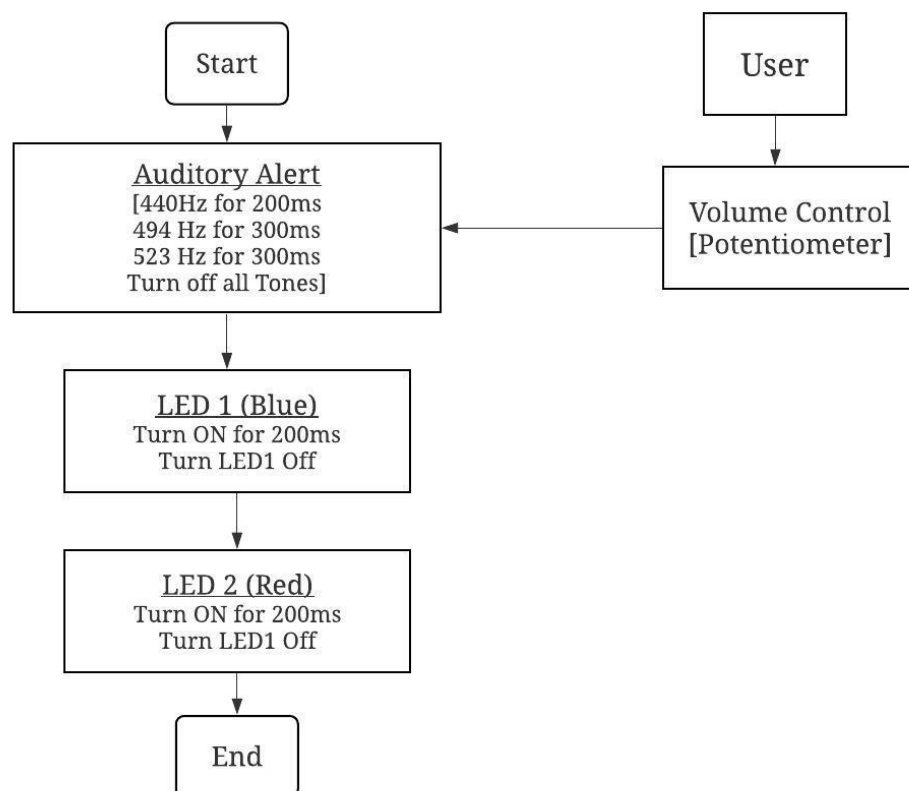 Start
User
Auditory Alert
[440Hz for 200ms
494 Hz for 300ms
523 Hz for 300ms
Turn off all Tones]
Volume Control
[Potentiometer]
LED 1 (Blue)
Turn ON for 200ms
Turn LED1 Off
LED 2 (Red)
Turn ON for 200ms
Turn LED1 Off
End